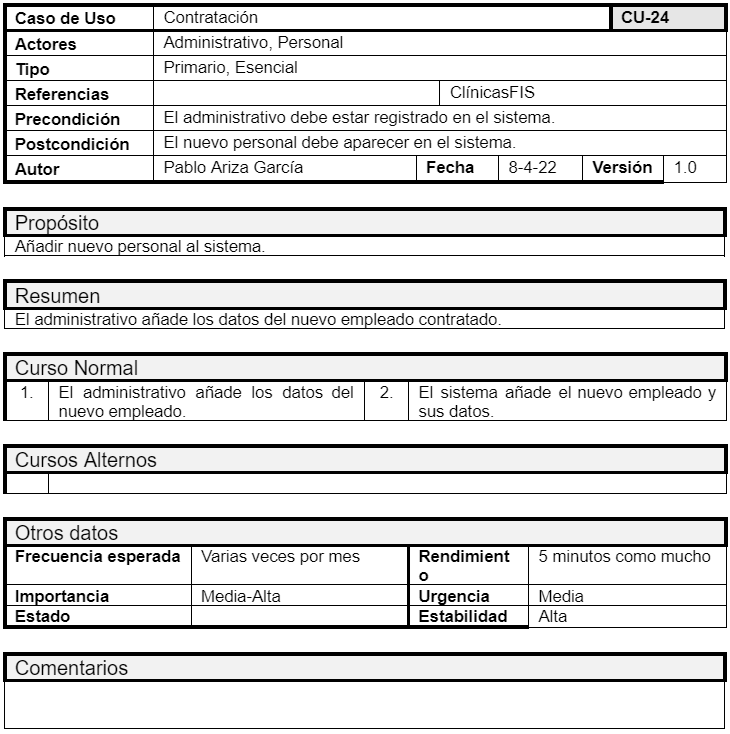 Caso de Uso Contratación CU-24
Actores Administrativo, Personal
Tipo Primario, Esencial
Referencias ClínicasFIS
Precondición El administrativo debe estar registrado en el sistema.
Postcondición El nuevo personal debe aparecer en el sistema.
Autor Pablo Ariza García Fecha 8-4-22 Versión 1.0
Propósito
Añadir nuevo personal al sistema.
Resumen
El administrativo añade los datos del nuevo empleado contratado.
Curso Normal
1. El administrativo añade los datos del
nuevo empleado.
2. El sistema añade el nuevo empleado y
sus datos.
Cursos Alternos
Otros datos
Frecuencia esperada Varias veces por mes
Rendimient
o
5 minutos como mucho
Importancia Media-Alta Urgencia Media
Estado Estabilidad Alta
Comentarios